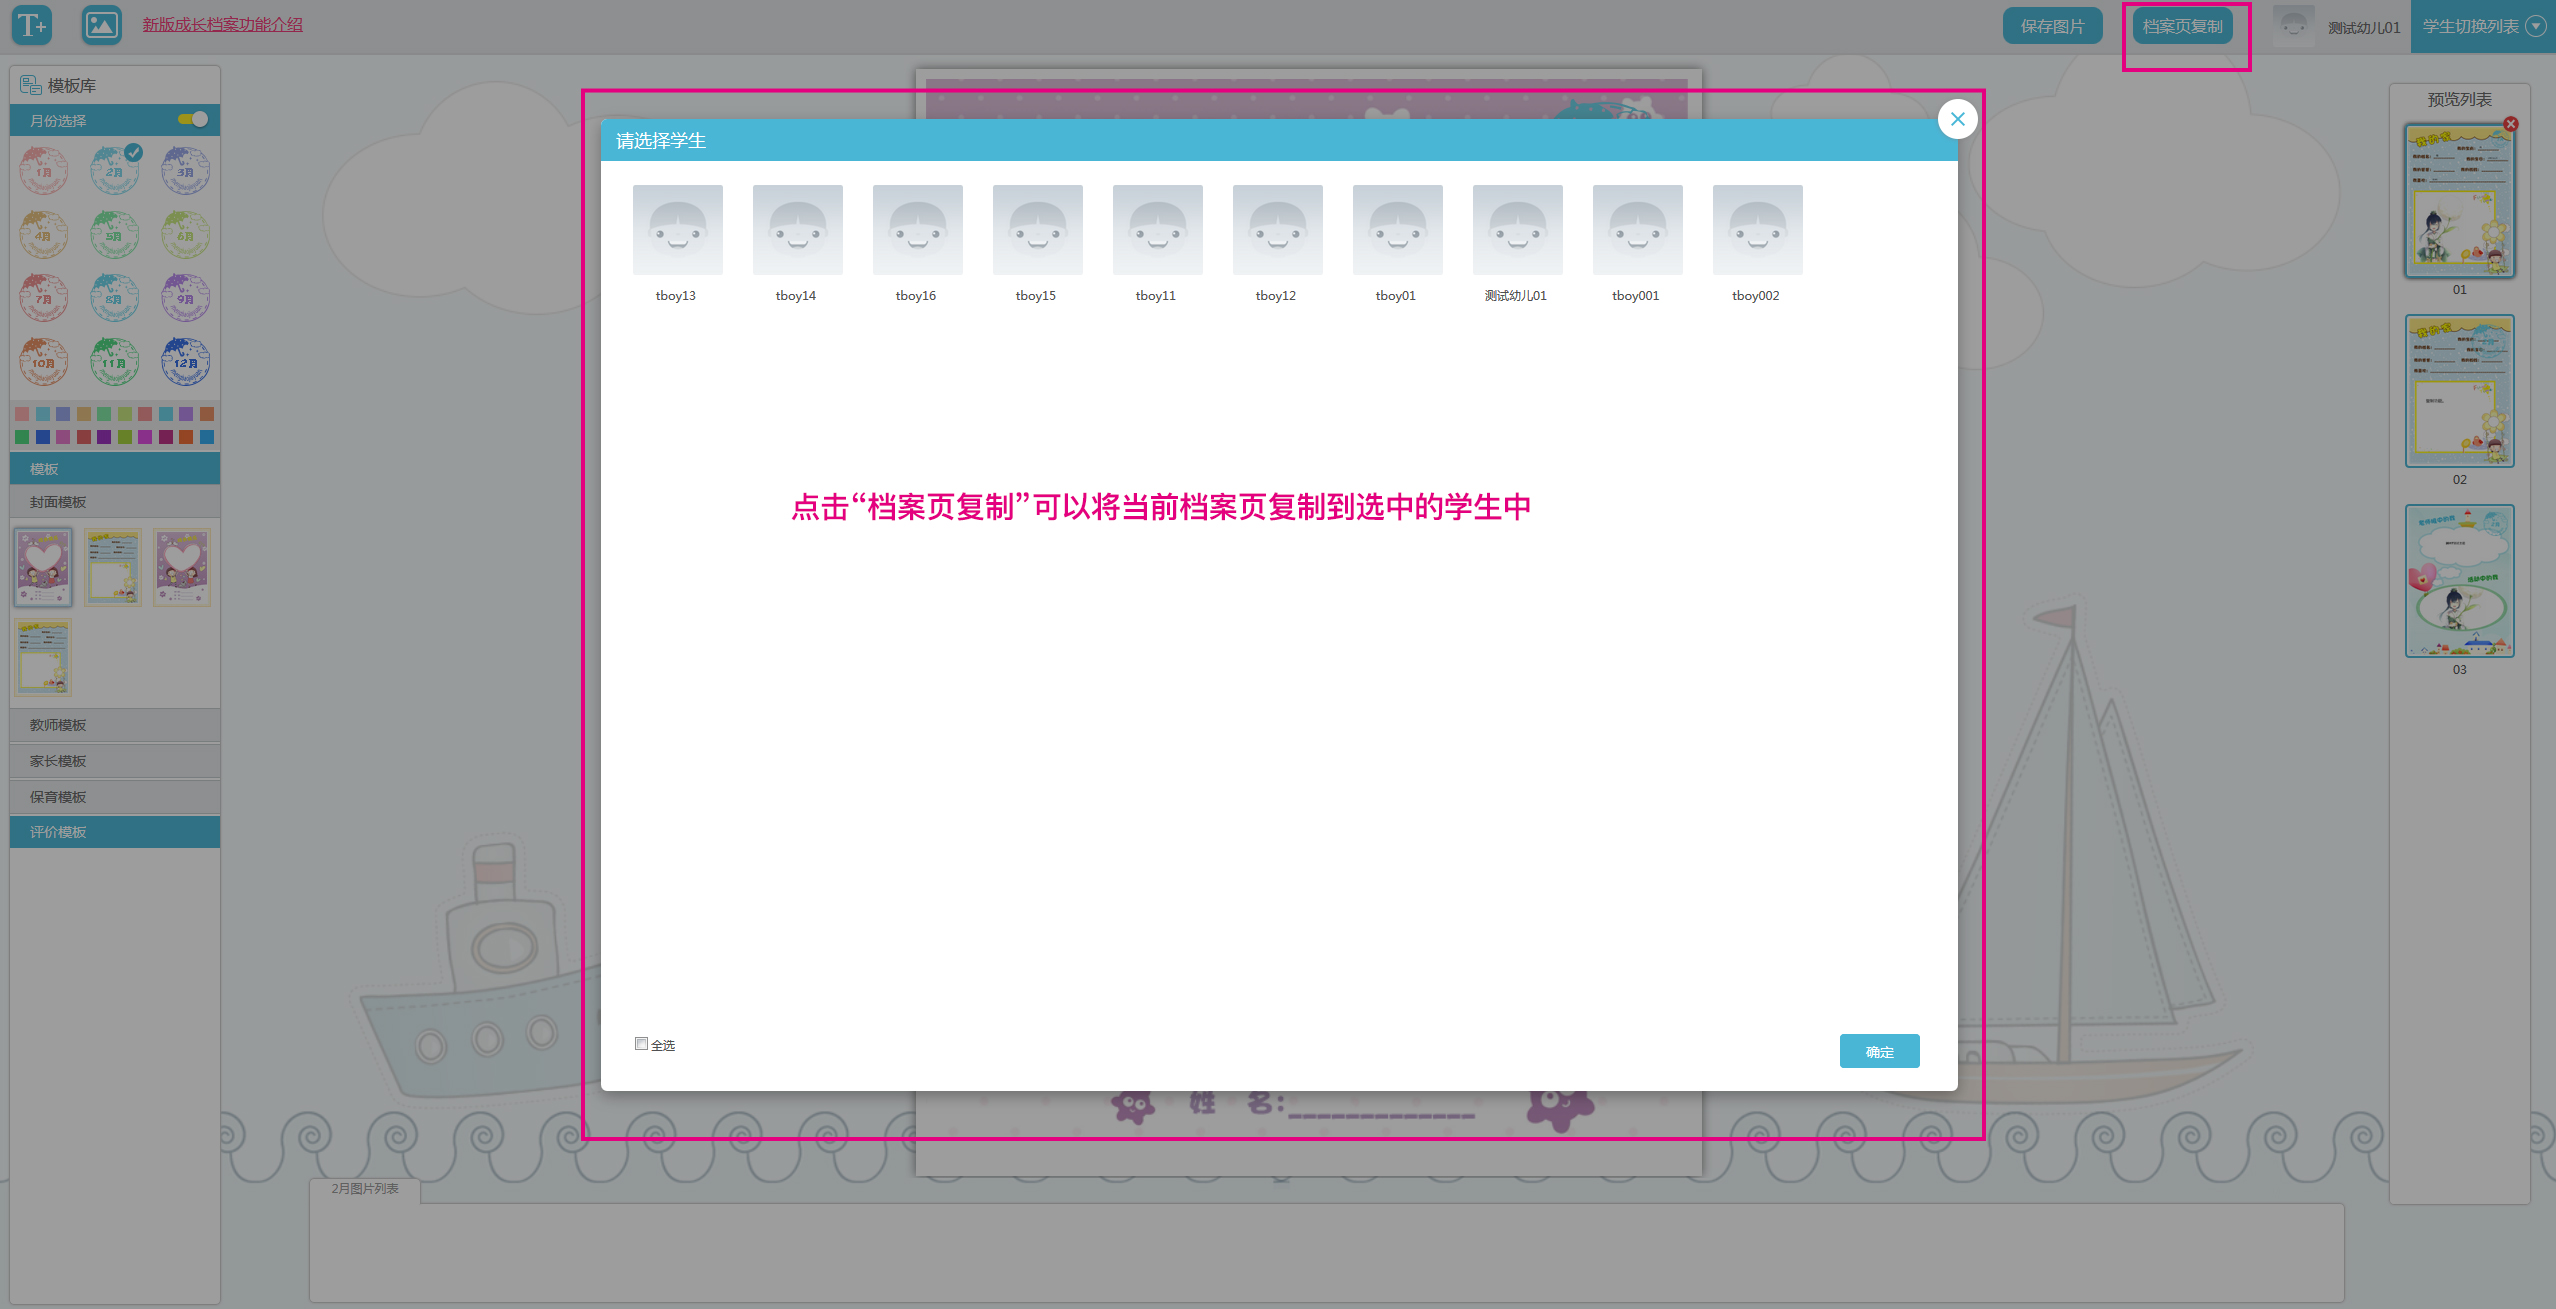 T+
新版成长档案功能介绍
保存图片
档案页复制
测试幼儿01
学生切换列表
模板库
月份选择
1月
2月
3月
4月
5月
6月
7月
8月
9月
10月
11月
12月
模板
封面模板
教师模板
家长模板
保育模板
评价模板
请选择学生
tboy13
tboy14
tboy16
tboy15
tboy11
tboy12
tboy01
测试幼儿01
tboy001
tboy002
点击“档案页复制”可以将当前档案页复制到选中的学生中
全选
确定
姓 名:____________
2月图片列表
预览列表
我的家
01
我的家
02
03